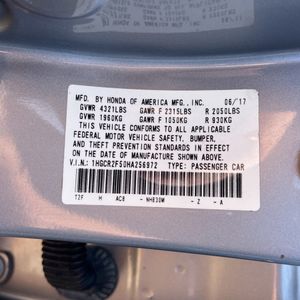 MFD. BY HONDA OF AMERICA MFG., INC. 06/17
GVWR 4321LBS GAWR F 2315LBS R 2050LBS
GVWR 1960KG GAWR F 1050KG R 930KG
THIS VEHICLE CONFORMS TO ALL APPLICABLE
FEDERAL MOTOR VEHICLE SAFETY, BUMPER,
AND THEFT PREVENTION STANDARDS IN EFFECT
ON THE DATE OF MANUFACTURE SHOWN ABOVE.
V.I.N.: 1HGCR2F50HA256972 TYPE: PASSENGER CAR
T2F H AC8 - NH830M - Z - A